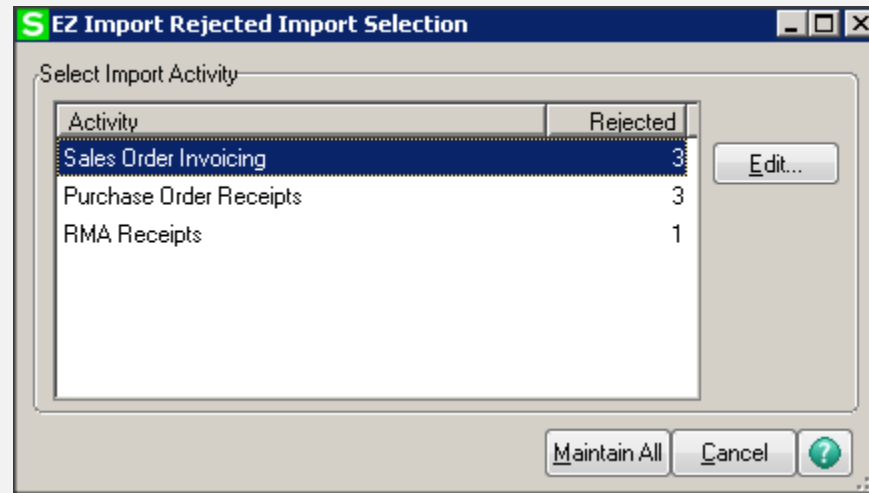 S EZ Import Rejected Import Selection
Select Import Activity
Activity Rejected
Sales Order Invoicing 3
Edit...
Purchase Order Receipts 3
RMA Receipts 1
Maintain All Cancel ?